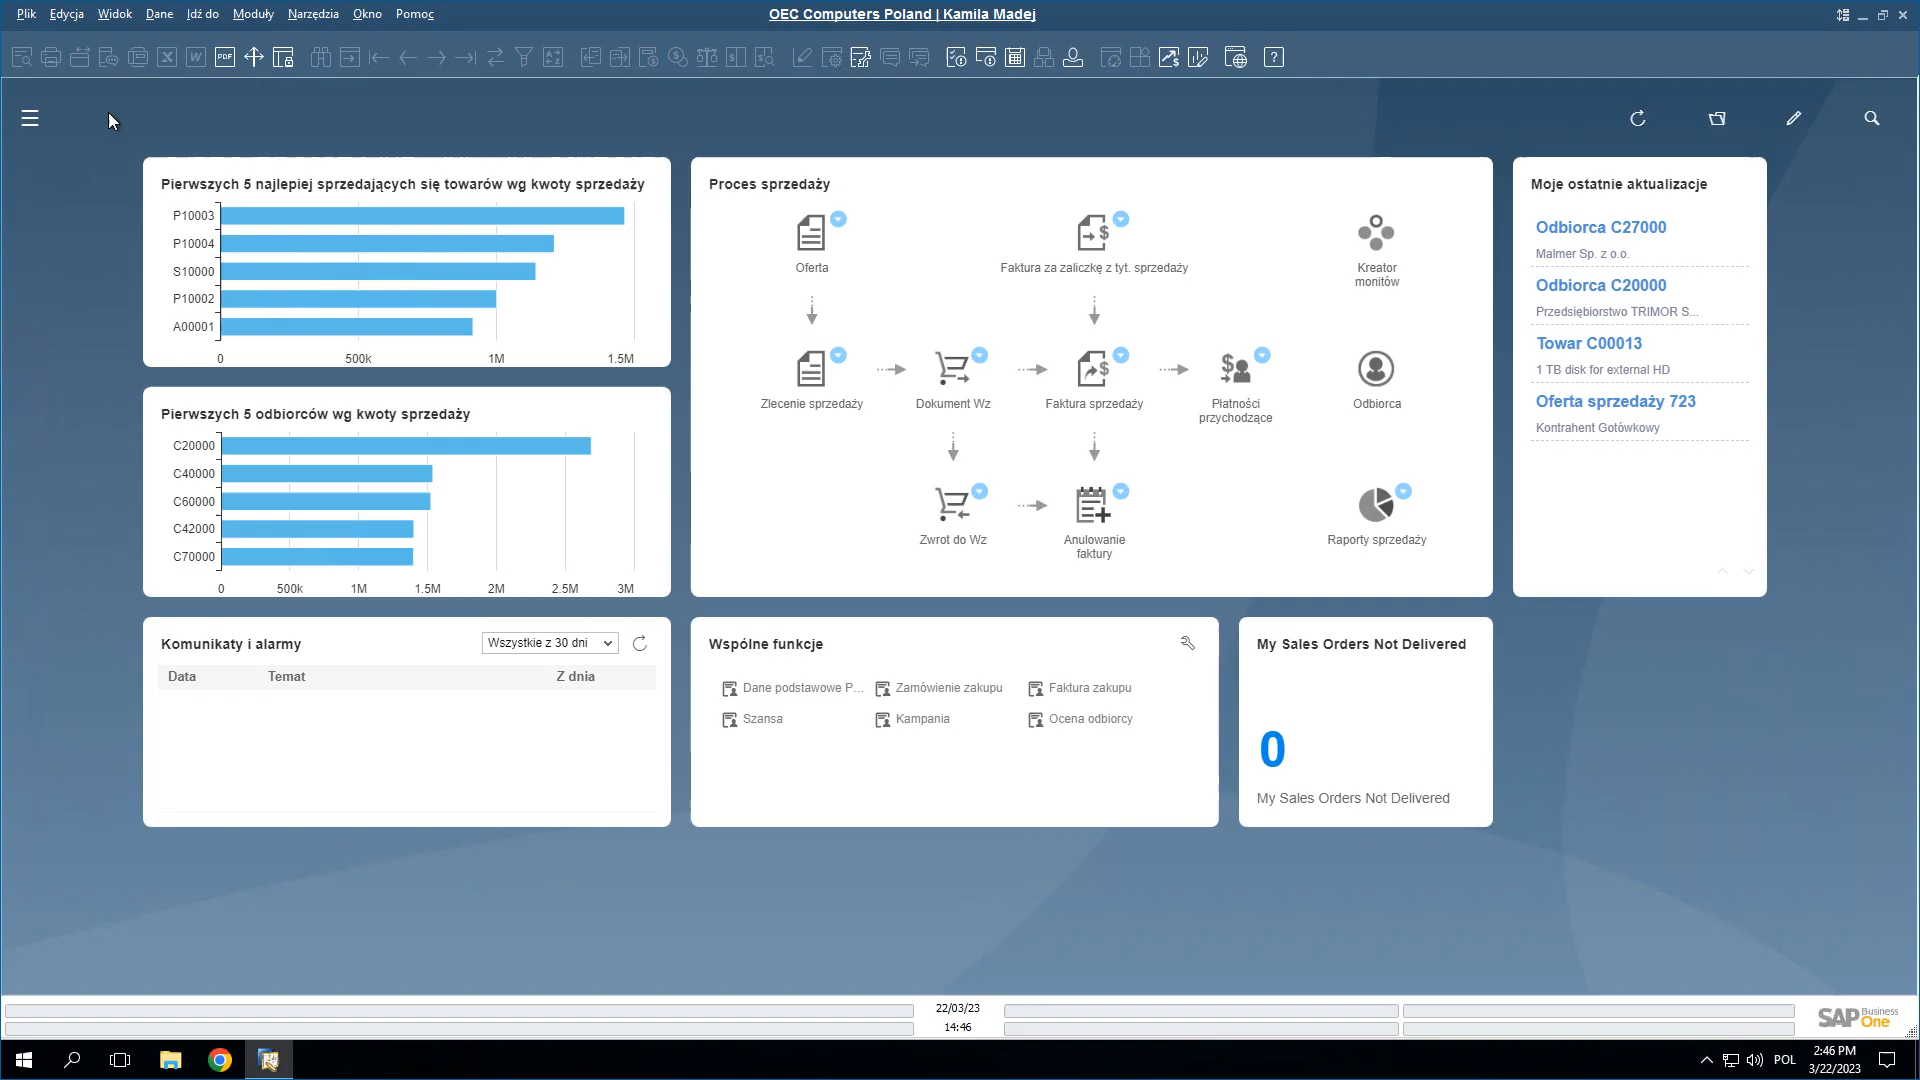 Plik Edycja Widok Dane Idź do Moduły Narzędzia Okno Pomoc
OEC Computers Poland | Kamila Madej
Pierwszych 5 najlepiej sprzedających się towarów wg kwoty sprzedaży
P10003
P10004
S10000
P10002
A00001
0 500k 1M 1.5M
Pierwszych 5 odbiorców wg kwoty sprzedaży
C20000
C40000
C60000
C42000
C70000
0 500k 1M 1.5M 2M 2.5M 3M
Proces sprzedaży
Oferta
Faktura za zaliczkę z tyt. sprzedaży
Kreator
monitów
Zlecenie sprzedaży
Dokument Wz
Faktura sprzedaży
Płatności
przychodzące
Odbiorca
Zwrot do Wz
Anulowanie
faktury
Raporty sprzedaży
Moje ostatnie aktualizacje
Odbiorca C27000
Malmer Sp. z o.o.
Odbiorca C20000
Przedsiębiorstwo TRIMOR S...
Towar C00013
1 TB disk for external HD
Oferta sprzedaży 723
Kontrahent Gotówkowy
Komunikaty i alarmy
Wszystkie z 30 dni
Data Temat Z dnia
Wspólne funkcje
Dane podstawowe P... Zamówienie zakupu Faktura zakupu
Szansa Kampania Ocena odbiorcy
My Sales Orders Not Delivered
0
My Sales Orders Not Delivered
22/03/23
14:46
SAP Business One
POL
2:46 PM
3/22/2023